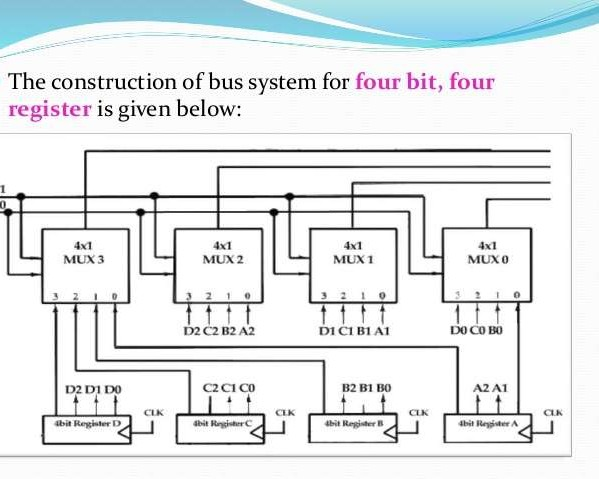 The construction of bus system for four bit, four
register is given below:
1
0
4x1
MUX 3
4x1
MUX 2
4x1
MUX 1
4x1
MUX 0
3 2 1 0
3 2 1 0
3 2 1 0
3 2 1 0
D2 C2 B2 A2
D1 C1 B1 A1
D0 C0 B0
D2 D1 D0
C2 C1 C0
B2 B1 B0
A2 A1
CLK
CLK
CLK
CLK
4bit Register D
4bit Register C
4bit Register B
4bit Register A